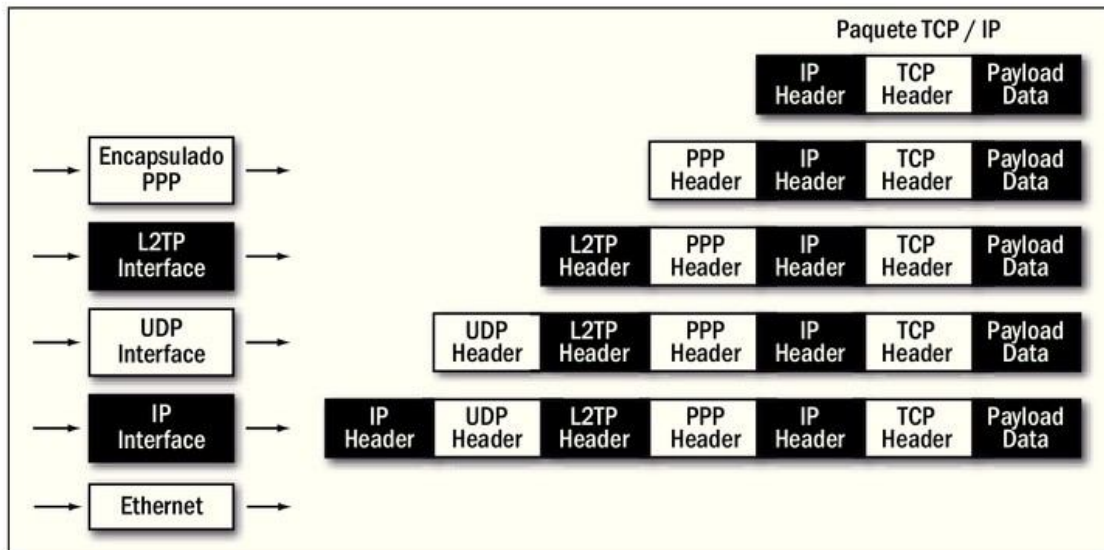 Paquete TCP / IP
IP TCP Payload
Header Header Data
Encapsulado
PPP
PPP IP TCP Payload
Header Header Header Data
L2TP
Interface
L2TP PPP IP TCP Payload
Header Header Header Header Data
UDP
Interface
UDP L2TP PPP IP TCP Payload
Header Header Header Header Header Data
IP
Interface
IP UDP L2TP PPP IP TCP Payload
Header Header Header Header Header Header Data
Ethernet